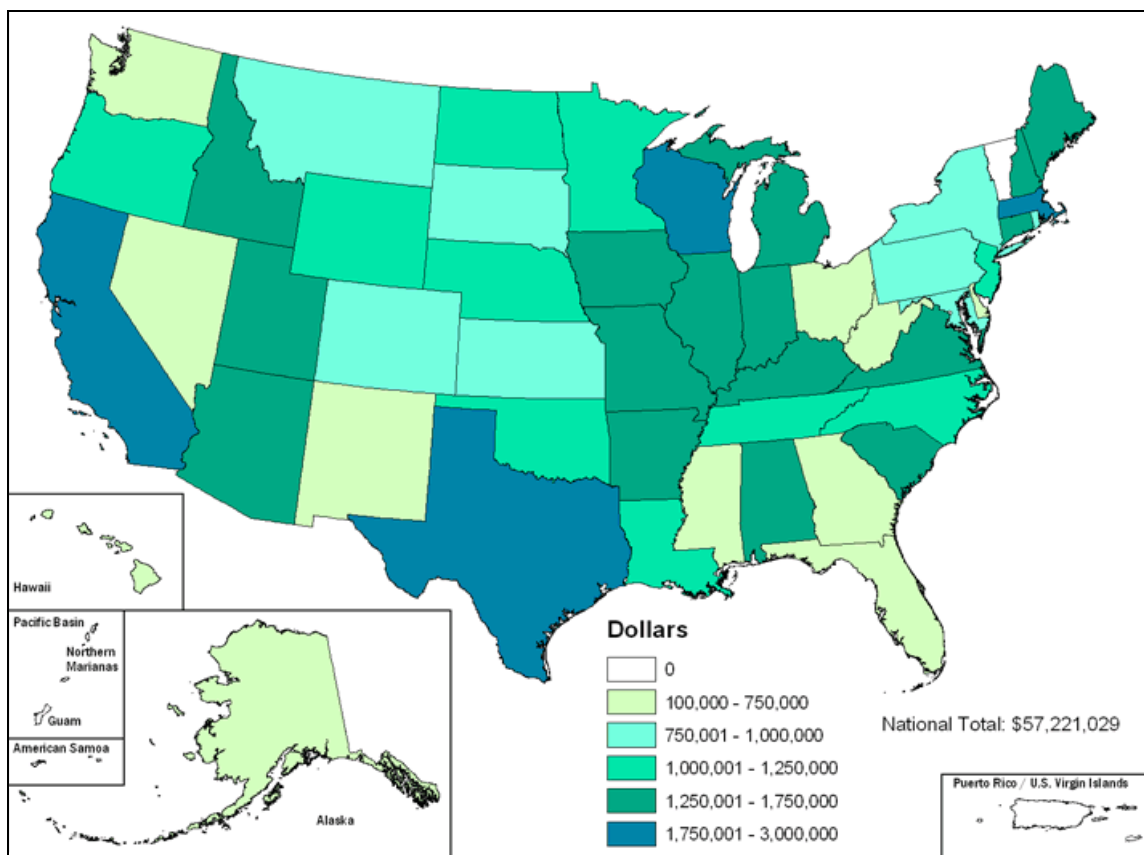 Hawaii
Pacific Basin
Northern
Marianas
Guam
American Samoa
Alaska
Dollars
0
100,000 - 750,000
750,001 - 1,000,000
1,000,001 - 1,250,000
1,250,001 - 1,750,000
1,750,001 - 3,000,000
National Total: $57,221,029
Puerto Rico / U.S. Virgin Islands